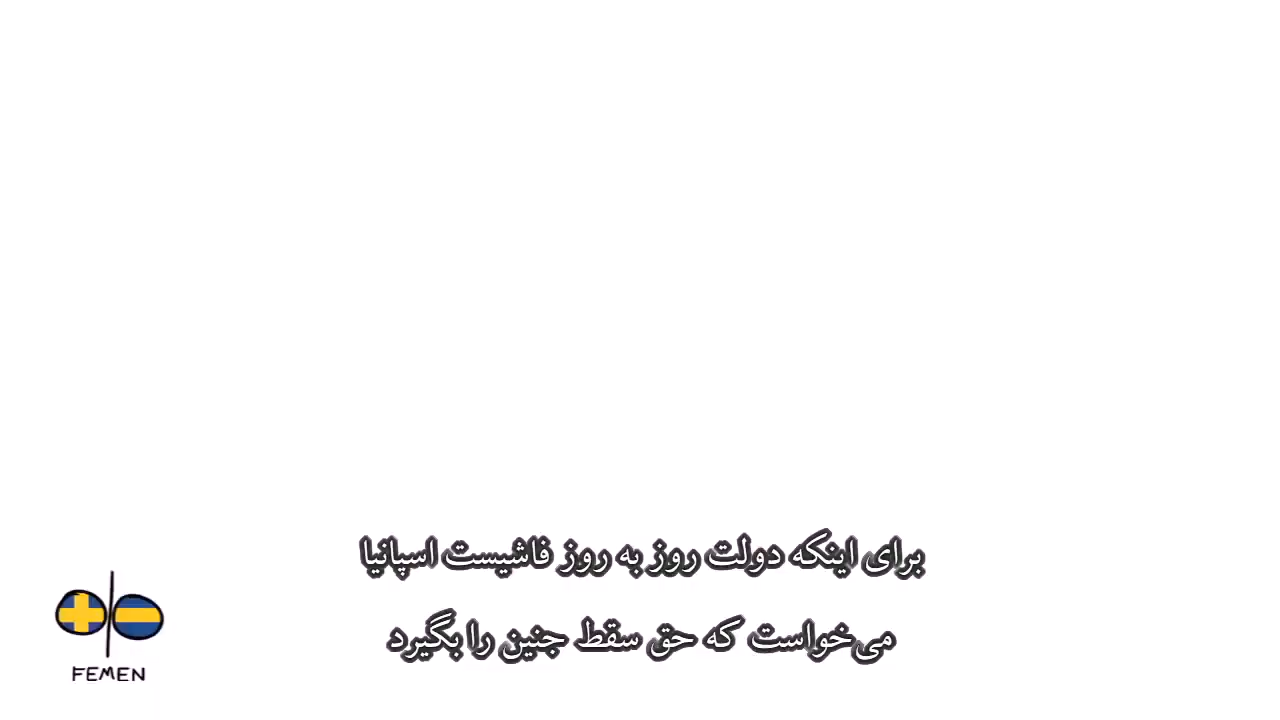 برای اینکه دولت روز به روز فاشیست اسپانیا
می‌خواست که حق سقط جنین را بگیرد
FEMEN